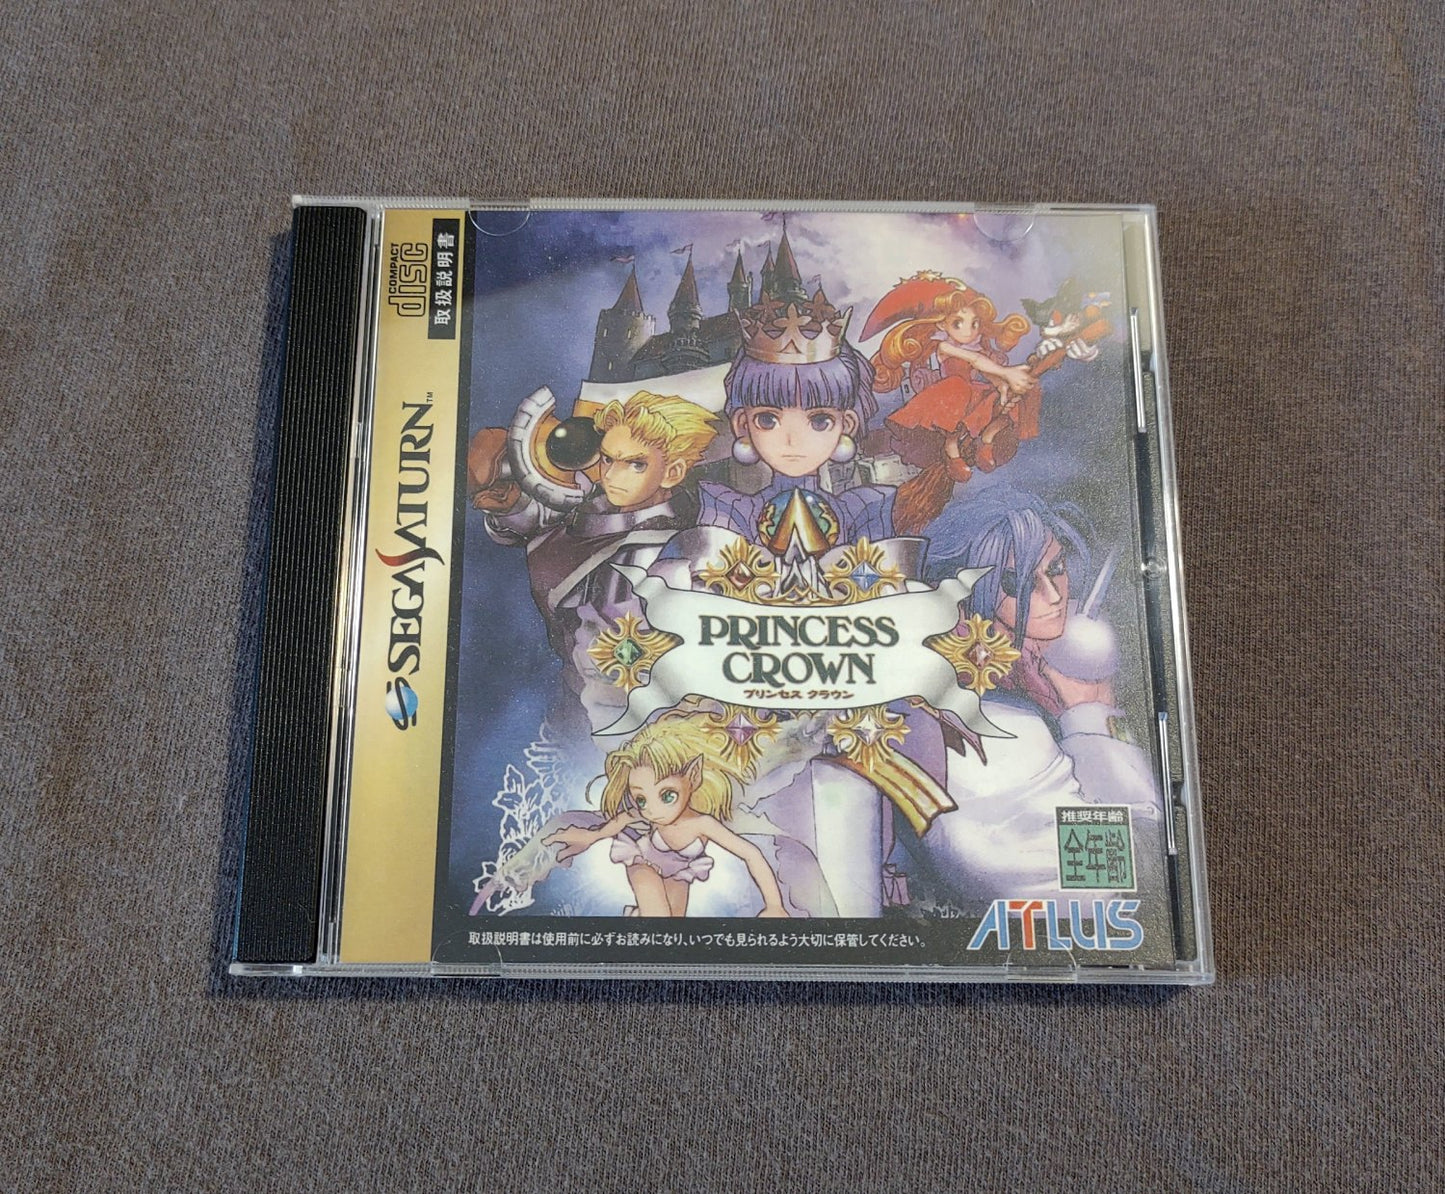 COMPACT
disc
取扱説明書
SEGA SATURN™
PRINCESS
CROWN
プリンセス クラウン
推奨年齢
全年齢
ATLUS
取扱説明書は使用前に必ずお読みになり、いつでも見られるよう大切に保管してください。